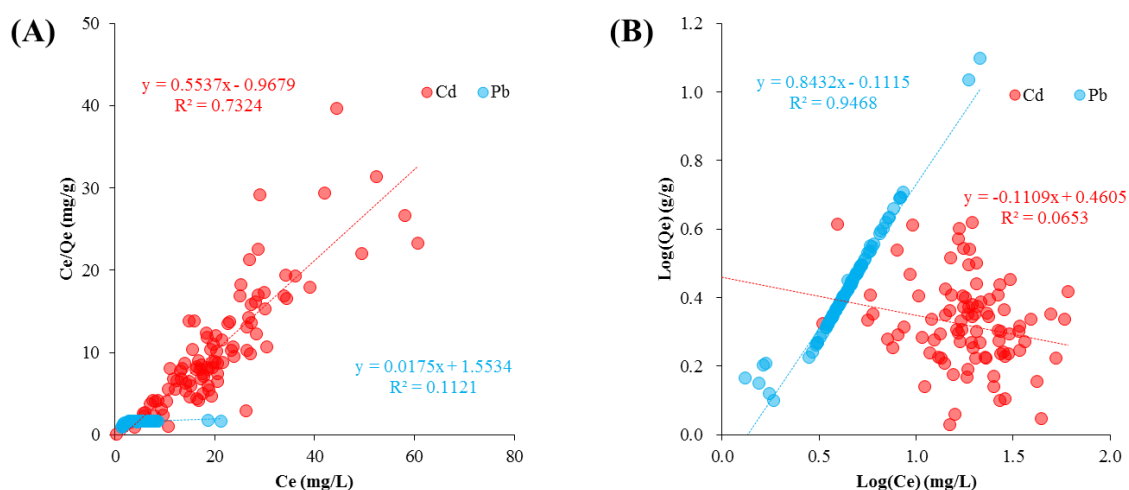 (A)
50
40
30
20
10
0
Ce/Qe (mg/g)
y = 0.5537x - 0.9679
R² = 0.7324
Cd Pb
y = 0.0175x + 1.5534
R² = 0.1121
0 20 40 60 80
Ce (mg/L)
(B)
1.2
1.0
0.8
0.6
0.4
0.2
0.0
Log(Qe) (g/g)
y = 0.8432x - 0.1115
R² = 0.9468
Cd Pb
y = -0.1109x + 0.4605
R² = 0.0653
0.0 0.5 1.0 1.5 2.0
Log(Ce) (mg/L)